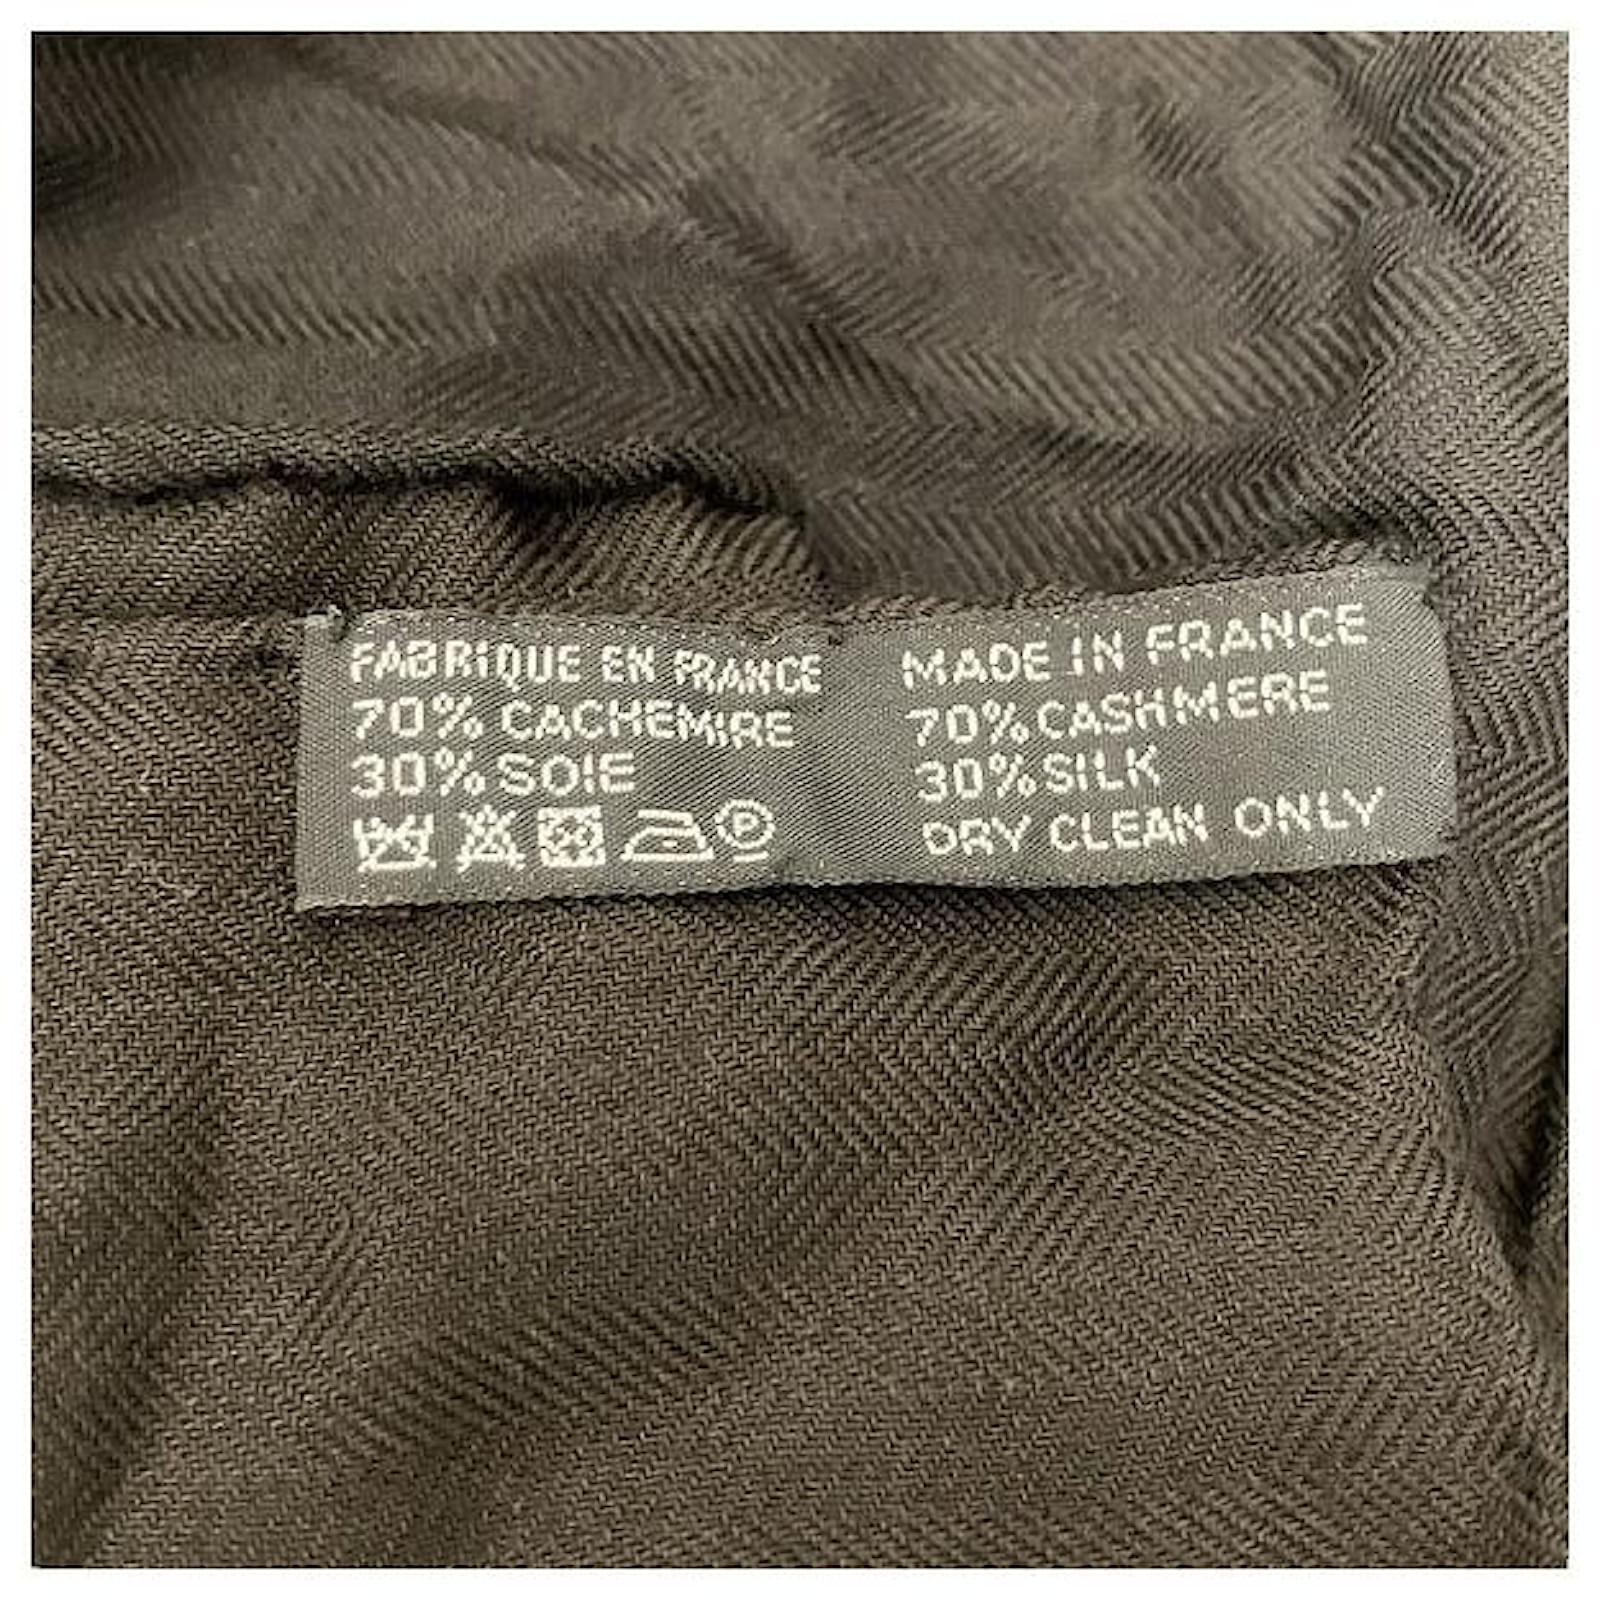 FABRIQUE EN FRANCE
70% CACHEMIRE
30% SOIE
P
MADE IN FRANCE
70% CASHMERE
30% SILK
DRY CLEAN ONLY